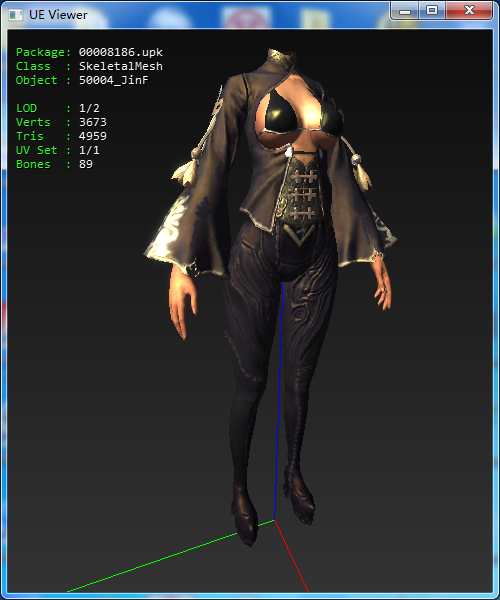 UE Viewer
Package: 00008186.upk
Class : SkeletalMesh
Object : 50004_JinF
LOD : 1/2
Verts : 3673
Tris : 4959
UV Set : 1/1
Bones : 89